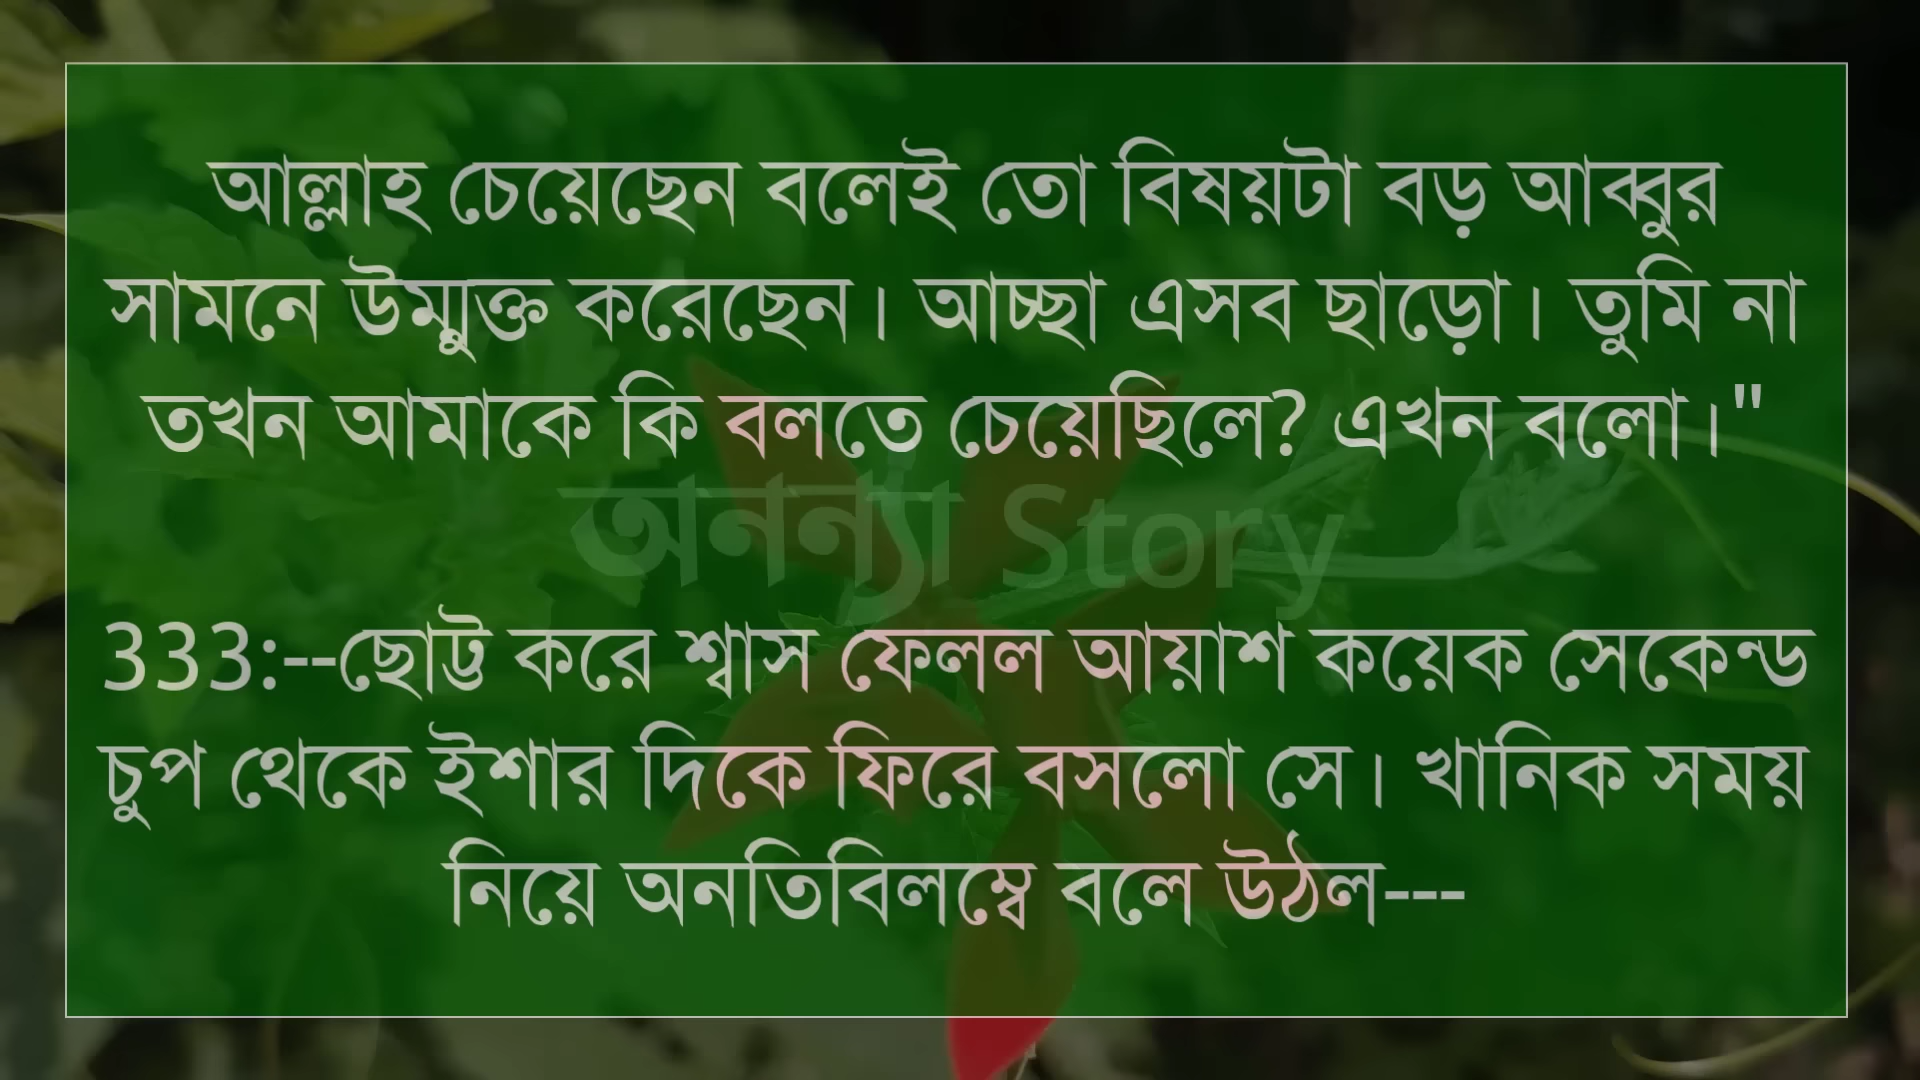 আল্লাহ চেয়েছেন বলেই তো বিষয়টা বড় আব্বুর
সামনে উম্মুক্ত করেছেন। আচ্ছা এসব ছাড়ো। তুমি না
তখন আমাকে কি বলতে চেয়েছিলে? এখন বলো।"
অনন্যা Story
333:--ছোট্ট করে শ্বাস ফেলল আয়াশ কয়েক সেকেন্ড
চুপ থেকে ইশার দিকে ফিরে বসলো সে। খানিক সময়
নিয়ে অনতিবিলম্বে বলে উঠল---